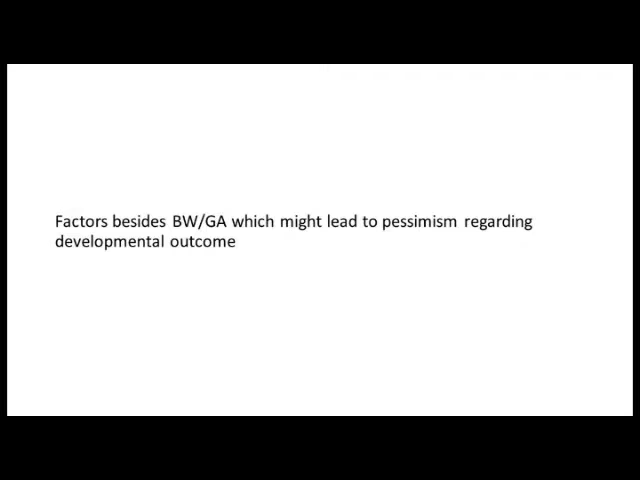 Factors besides BW/GA which might lead to pessimism regarding
developmental outcome